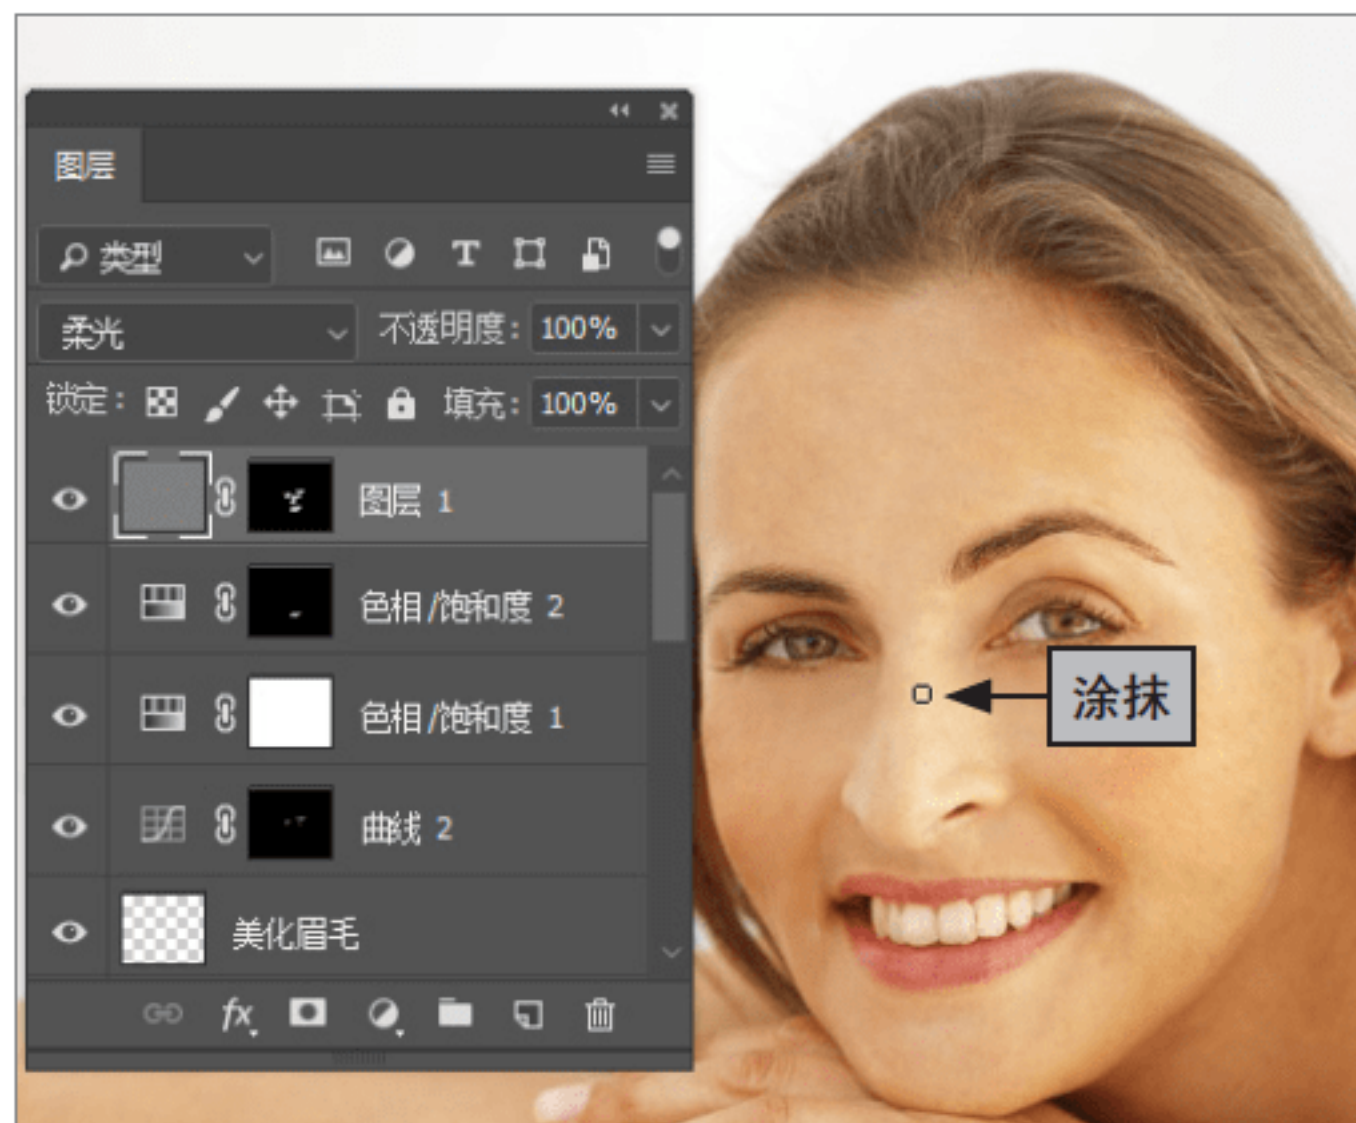 图层
类型
柔光 不透明度: 100%
锁定: 填充: 100%
图层 1
色相/饱和度 2
色相/饱和度 1
曲线 2
美化眉毛
fx
涂抹